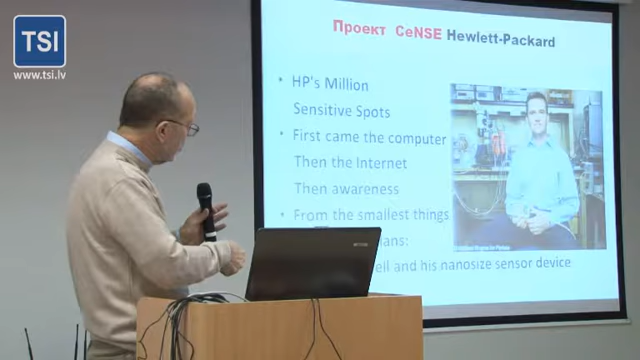 TSI
www.tsi.lv
Проект CeNSE Hewlett-Packard
• HP's Million
Sensitive Spots
• First came the computer
Then the Internet
Then awareness
• From the smallest things
ell and his nanosize sensor device